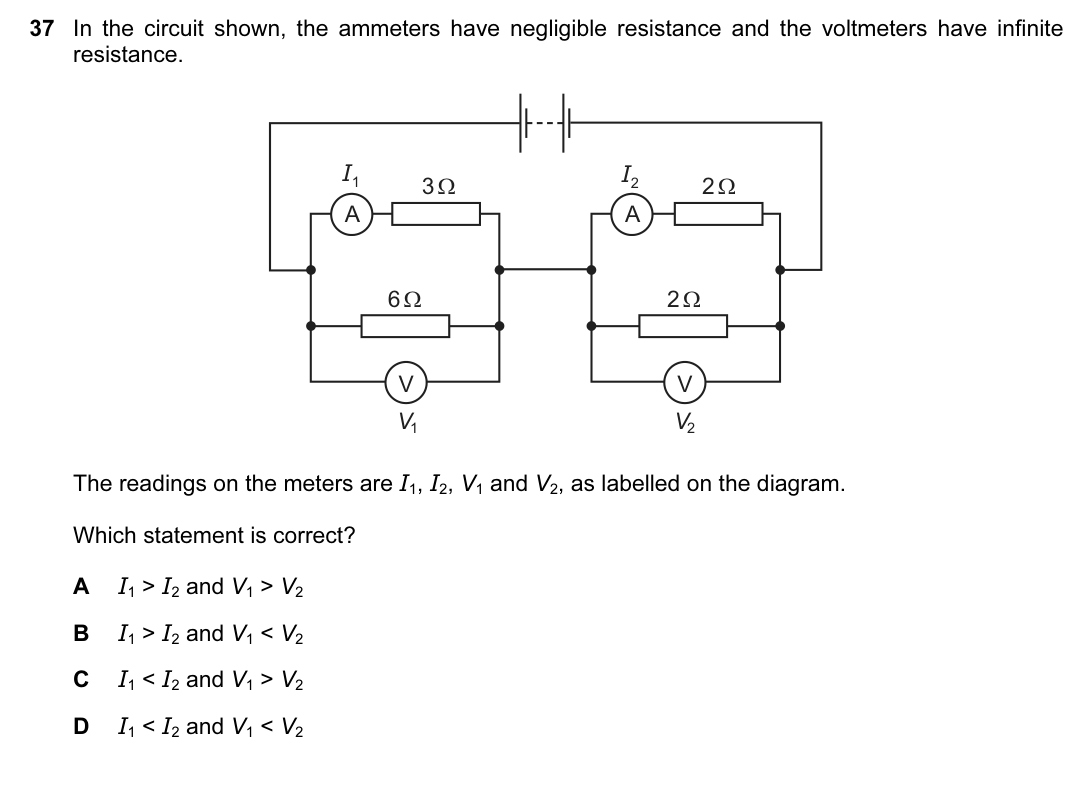 37 In the circuit shown, the ammeters have negligible resistance and the voltmeters have infinite
resistance.
I₁
3Ω
I₂
2Ω
A
A
6Ω
2Ω
V
V
V₁
V₂
The readings on the meters are I₁, I₂, V₁ and V₂, as labelled on the diagram.
Which statement is correct?
A I₁ > I₂ and V₁ > V₂
B I₁ > I₂ and V₁ < V₂
C I₁ < I₂ and V₁ > V₂
D I₁ < I₂ and V₁ < V₂